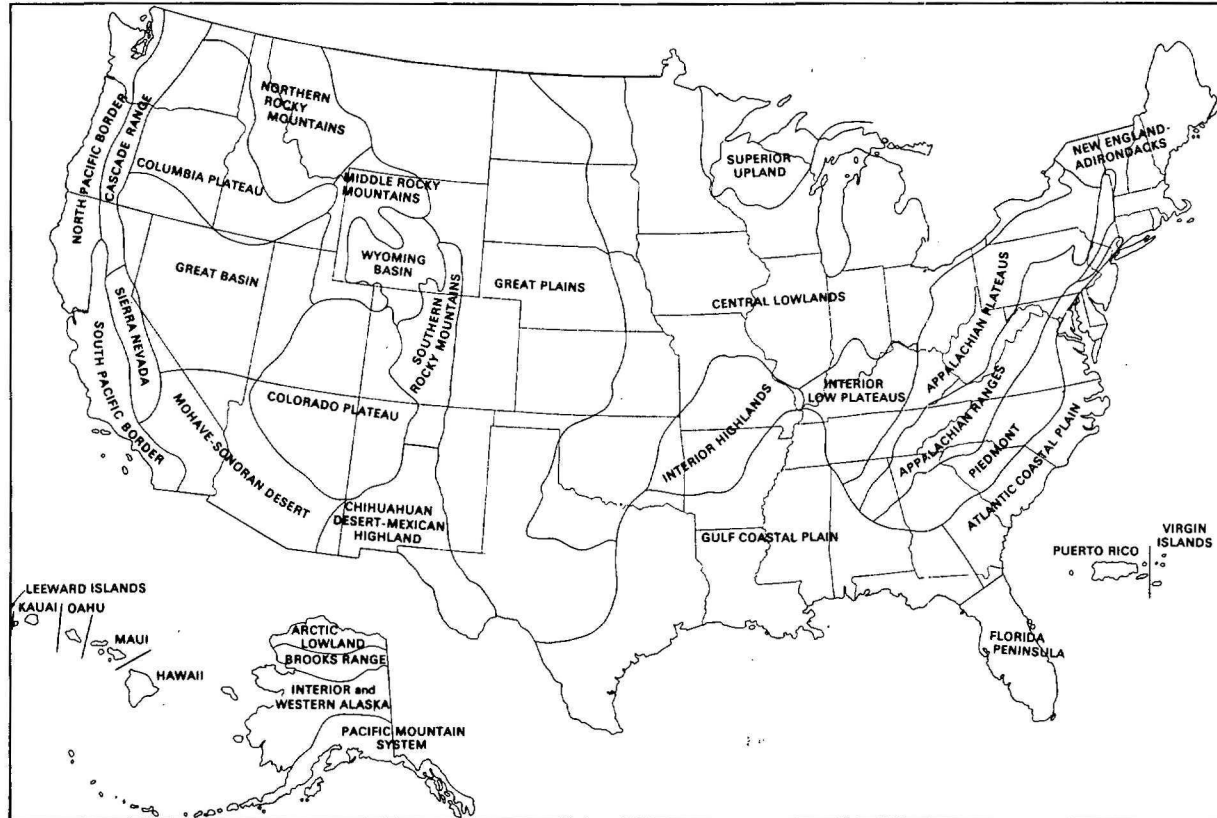 NORTHERN
ROCKY
MOUNTAINS
NORTH PACIFIC BORDER
CASCADE RANGE
COLUMBIA PLATEAU
MIDDLE ROCKY
MOUNTAINS
SUPERIOR
UPLAND
NEW ENGLAND-
ADIRONDACKS
WYOMING
BASIN
GREAT BASIN
GREAT PLAINS
CENTRAL LOWLANDS
SIERRA NEVADA
SOUTHERN
ROCKY MOUNTAINS
APPALACHIAN PLATEAUS
SOUTH PACIFIC
BORDER
COLORADO PLATEAU
INTERIOR
LOW PLATEAUS
MOHAVE-SONORAN DESERT
INTERIOR HIGHLANDS
APPALACHIAN RANGES
PIEDMONT
ATLANTIC COASTAL PLAIN
CHIHUAHUAN
DESERT-MEXICAN
HIGHLAND
GULF COASTAL PLAIN
VIRGIN
ISLANDS
PUERTO RICO
LEEWARD ISLANDS
KAUAI
OAHU
MAUI
HAWAII
ARCTIC
LOWLAND
BROOKS RANGE
INTERIOR and
WESTERN ALASKA
PACIFIC MOUNTAIN
SYSTEM
FLORIDA
PENINSULA